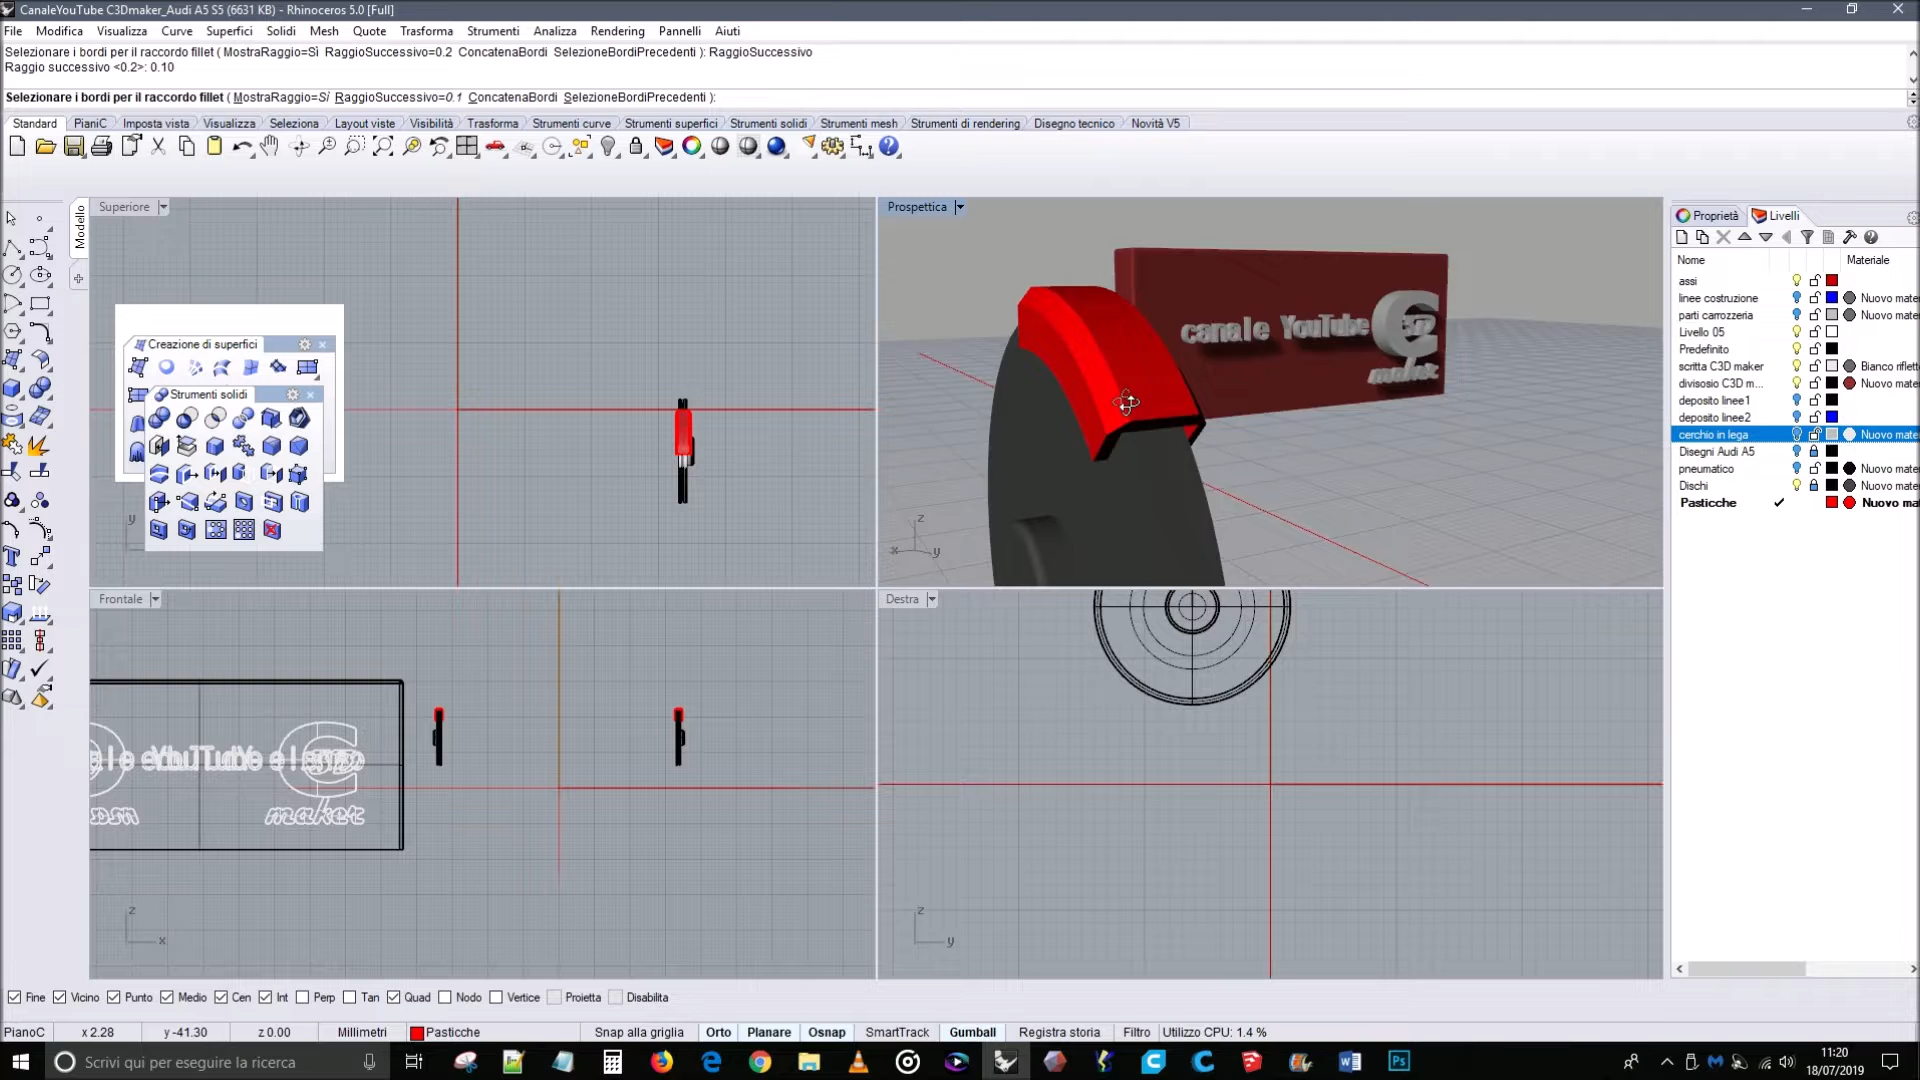 CanaleYouTube C3Dmaker_Audi A5 S5 (6631 KB) - Rhinoceros 5.0 [Full]
File Modifica Visualizza Curve Superfici Solidi Mesh Quote Trasforma Strumenti Analizza Rendering Pannelli Aiuti
Selezionare i bordi per il raccordo fillet ( MostraRaggio=Sì RaggioSuccessivo=0.2 ConcatenaBordi SelezioneBordiPrecedenti ): RaggioSuccessivo
Raggio successivo <0.2>: 0.10
Selezionare i bordi per il raccordo fillet ( MostraRaggio=Sì RaggioSuccessivo=0.1 ConcatenaBordi SelezioneBordiPrecedenti ):
Standard PianiC Imposta vista Visualizza Seleziona Layout viste Visibilità Trasforma Strumenti curve Strumenti superfici Strumenti solidi Strumenti mesh Strumenti di rendering Disegno tecnico Novità V5
Modello
Superiore
Creazione di superfici
Strumenti solidi
y
Prospettica
canale YouTube C3D
maker
z
x y
Frontale
maker
z
x
Destra
z
y
Proprietà Livelli
Nome Materiale
assi
linee costruzione Nuovo mate
parti carrozzeria Nuovo mate
Livello 05
Predefinito
scritta C3D maker Bianco riflett
divisosio C3D m... Nuovo mate
deposito linee1
deposito linee2
cerchio in lega Nuovo mate
Disegni Audi A5
pneumatico Nuovo mate
Dischi Nuovo mate
Pasticche Nuovo ma
Fine Vicino Punto Medio Cen Int Perp Tan Quad Nodo Vertice Proietta Disabilita
PianoC x 2.28 y -41.30 z 0.00 Millimetri Pasticche Snap alla griglia Orto Planare Osnap SmartTrack Gumball Registra storia Filtro Utilizzo CPU: 1.4 %
Scrivi qui per eseguire la ricerca
11:20
18/07/2019